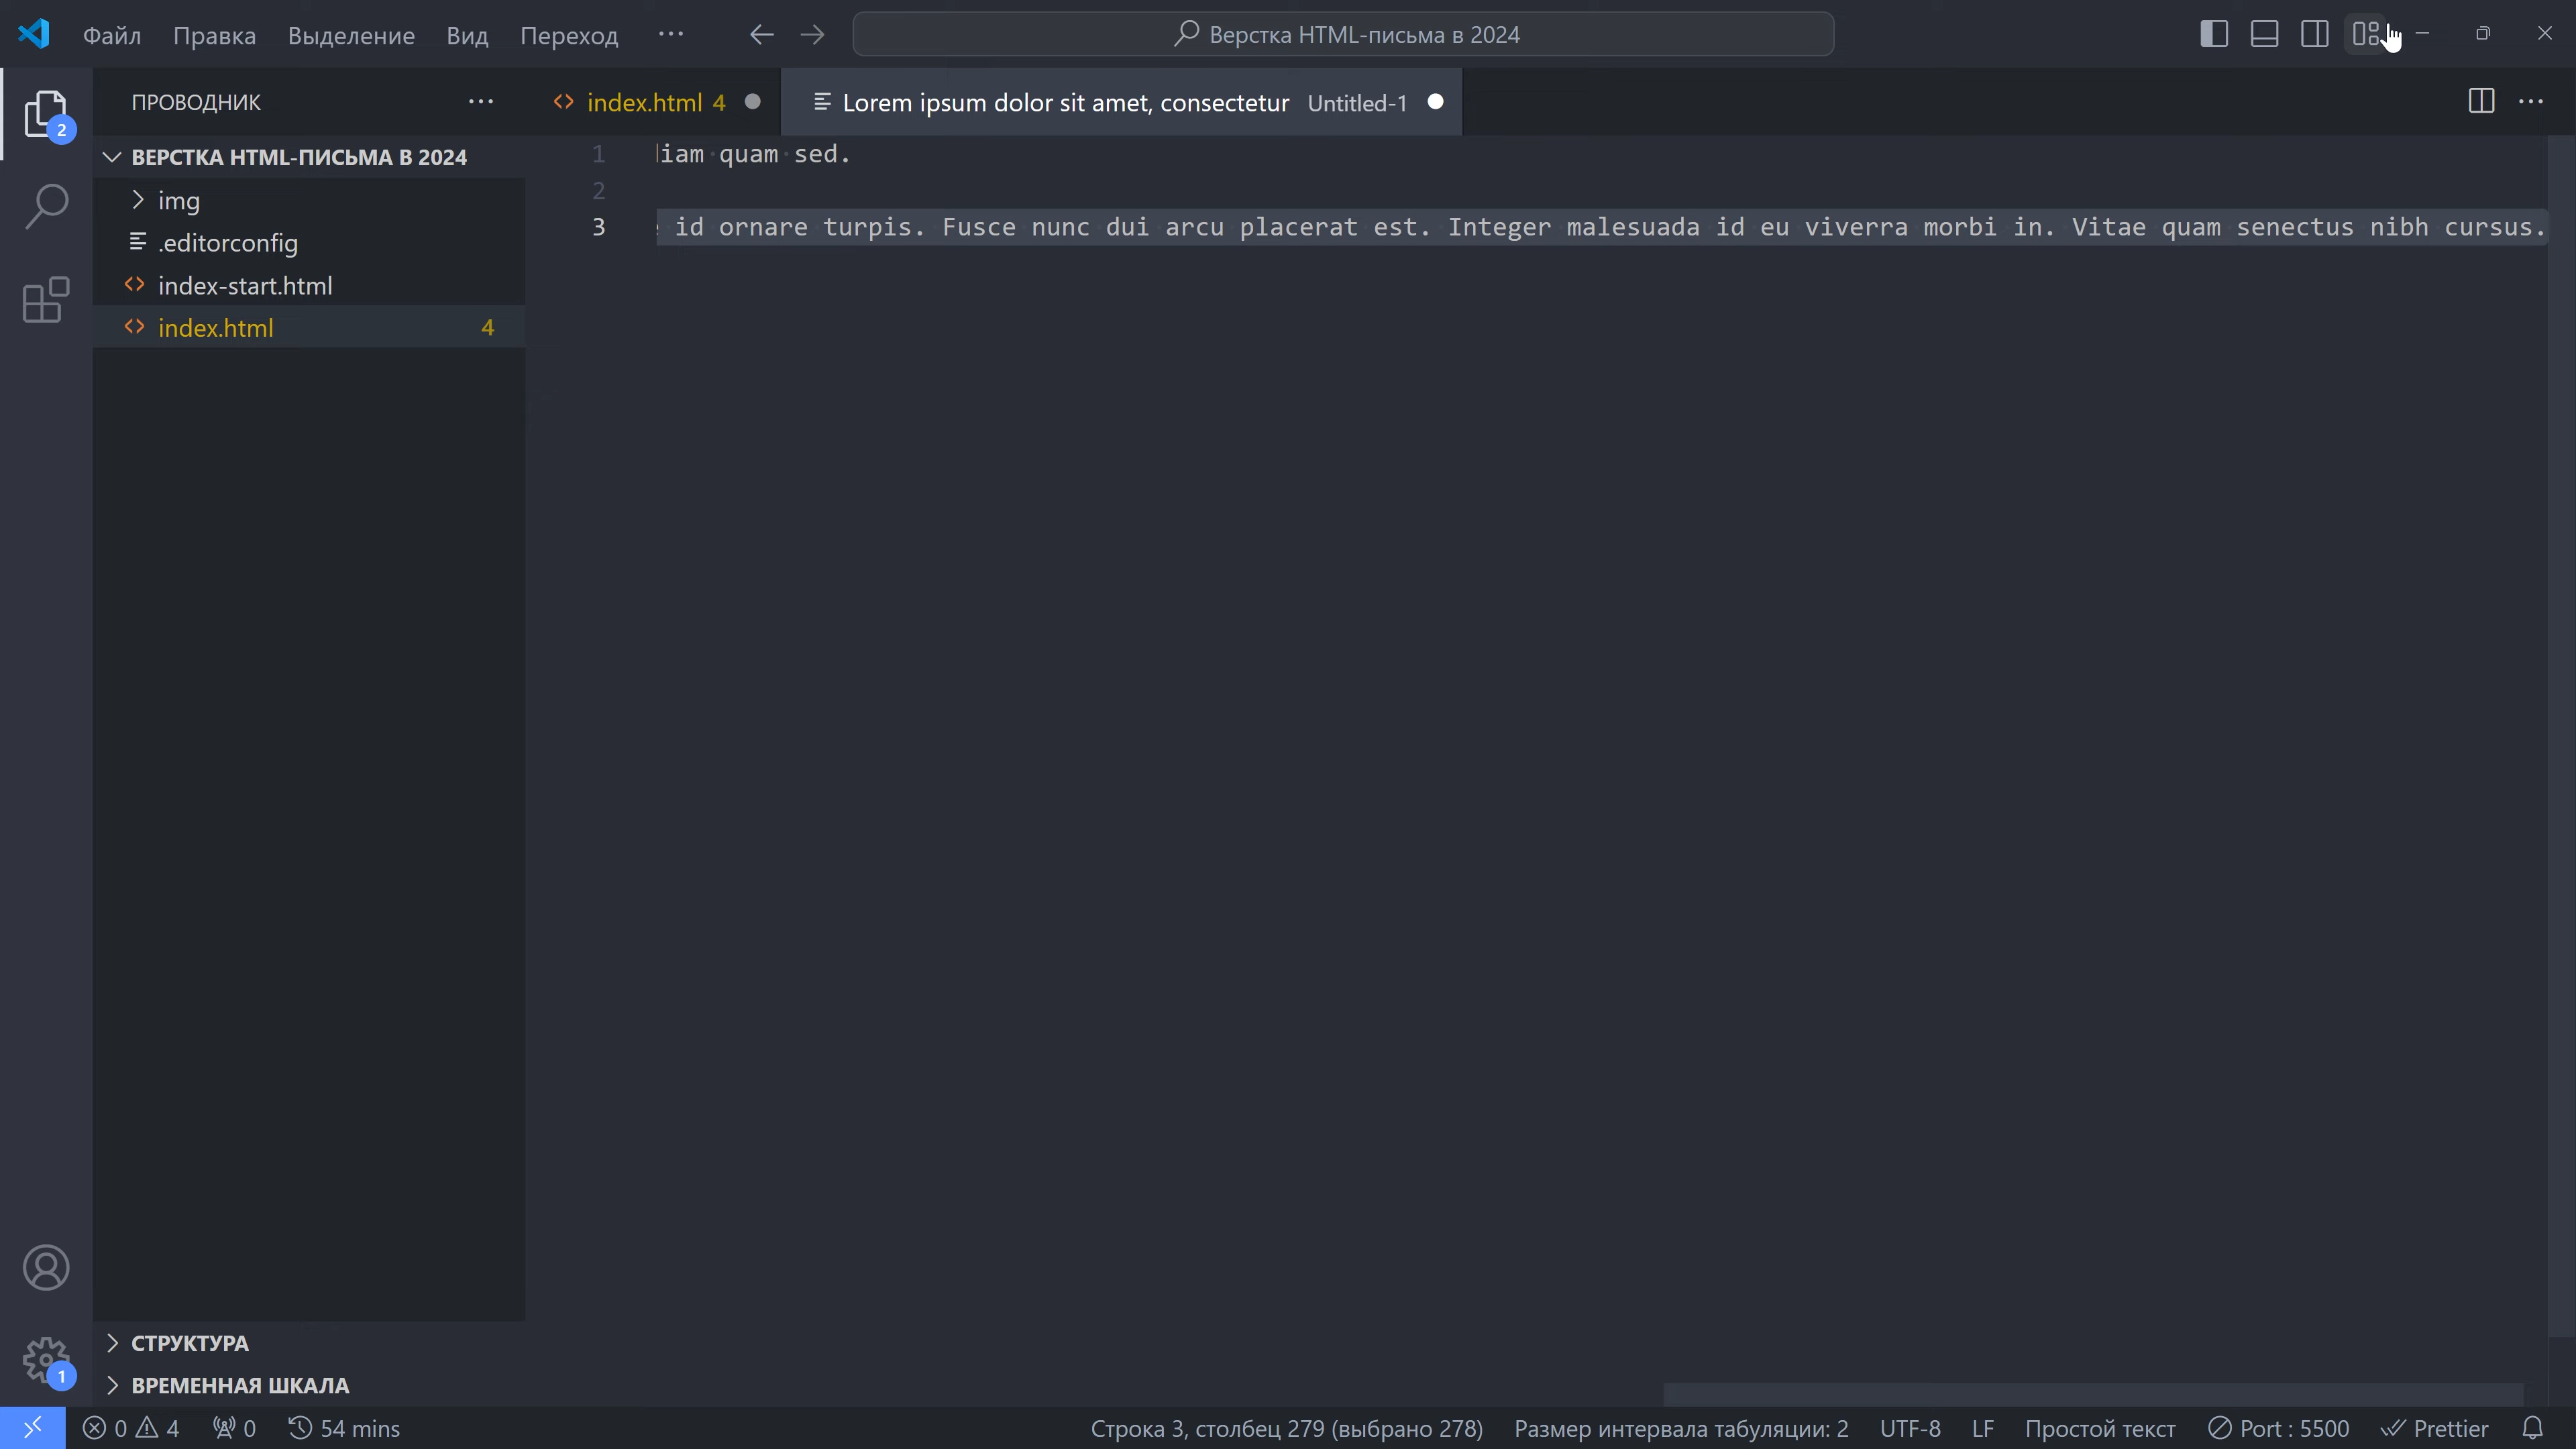 Файл Правка Выделение Вид Переход ··· Верстка HTML-письма в 2024
ПРОВОДНИК ··· index.html 4 Lorem ipsum dolor sit amet, consectetur Untitled-1
2
ВЕРСТКА HTML-ПИСЬМА В 2024
img
.editorconfig
index-start.html
index.html 4
1 iam quam sed.
2
3 id ornare turpis. Fusce nunc dui arcu placerat est. Integer malesuada id eu viverra morbi in. Vitae quam senectus nibh cursus.
СТРУКТУРА
1
ВРЕМЕННАЯ ШКАЛА
0 4 0 54 mins Строка 3, столбец 279 (выбрано 278) Размер интервала табуляции: 2 UTF-8 LF Простой текст Port : 5500 Prettier